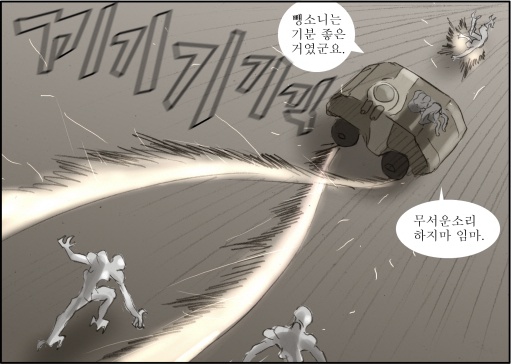 끼기기기긱
뺑소니는
기분 좋은
거였군요.
무서운소리
하지마 임마.